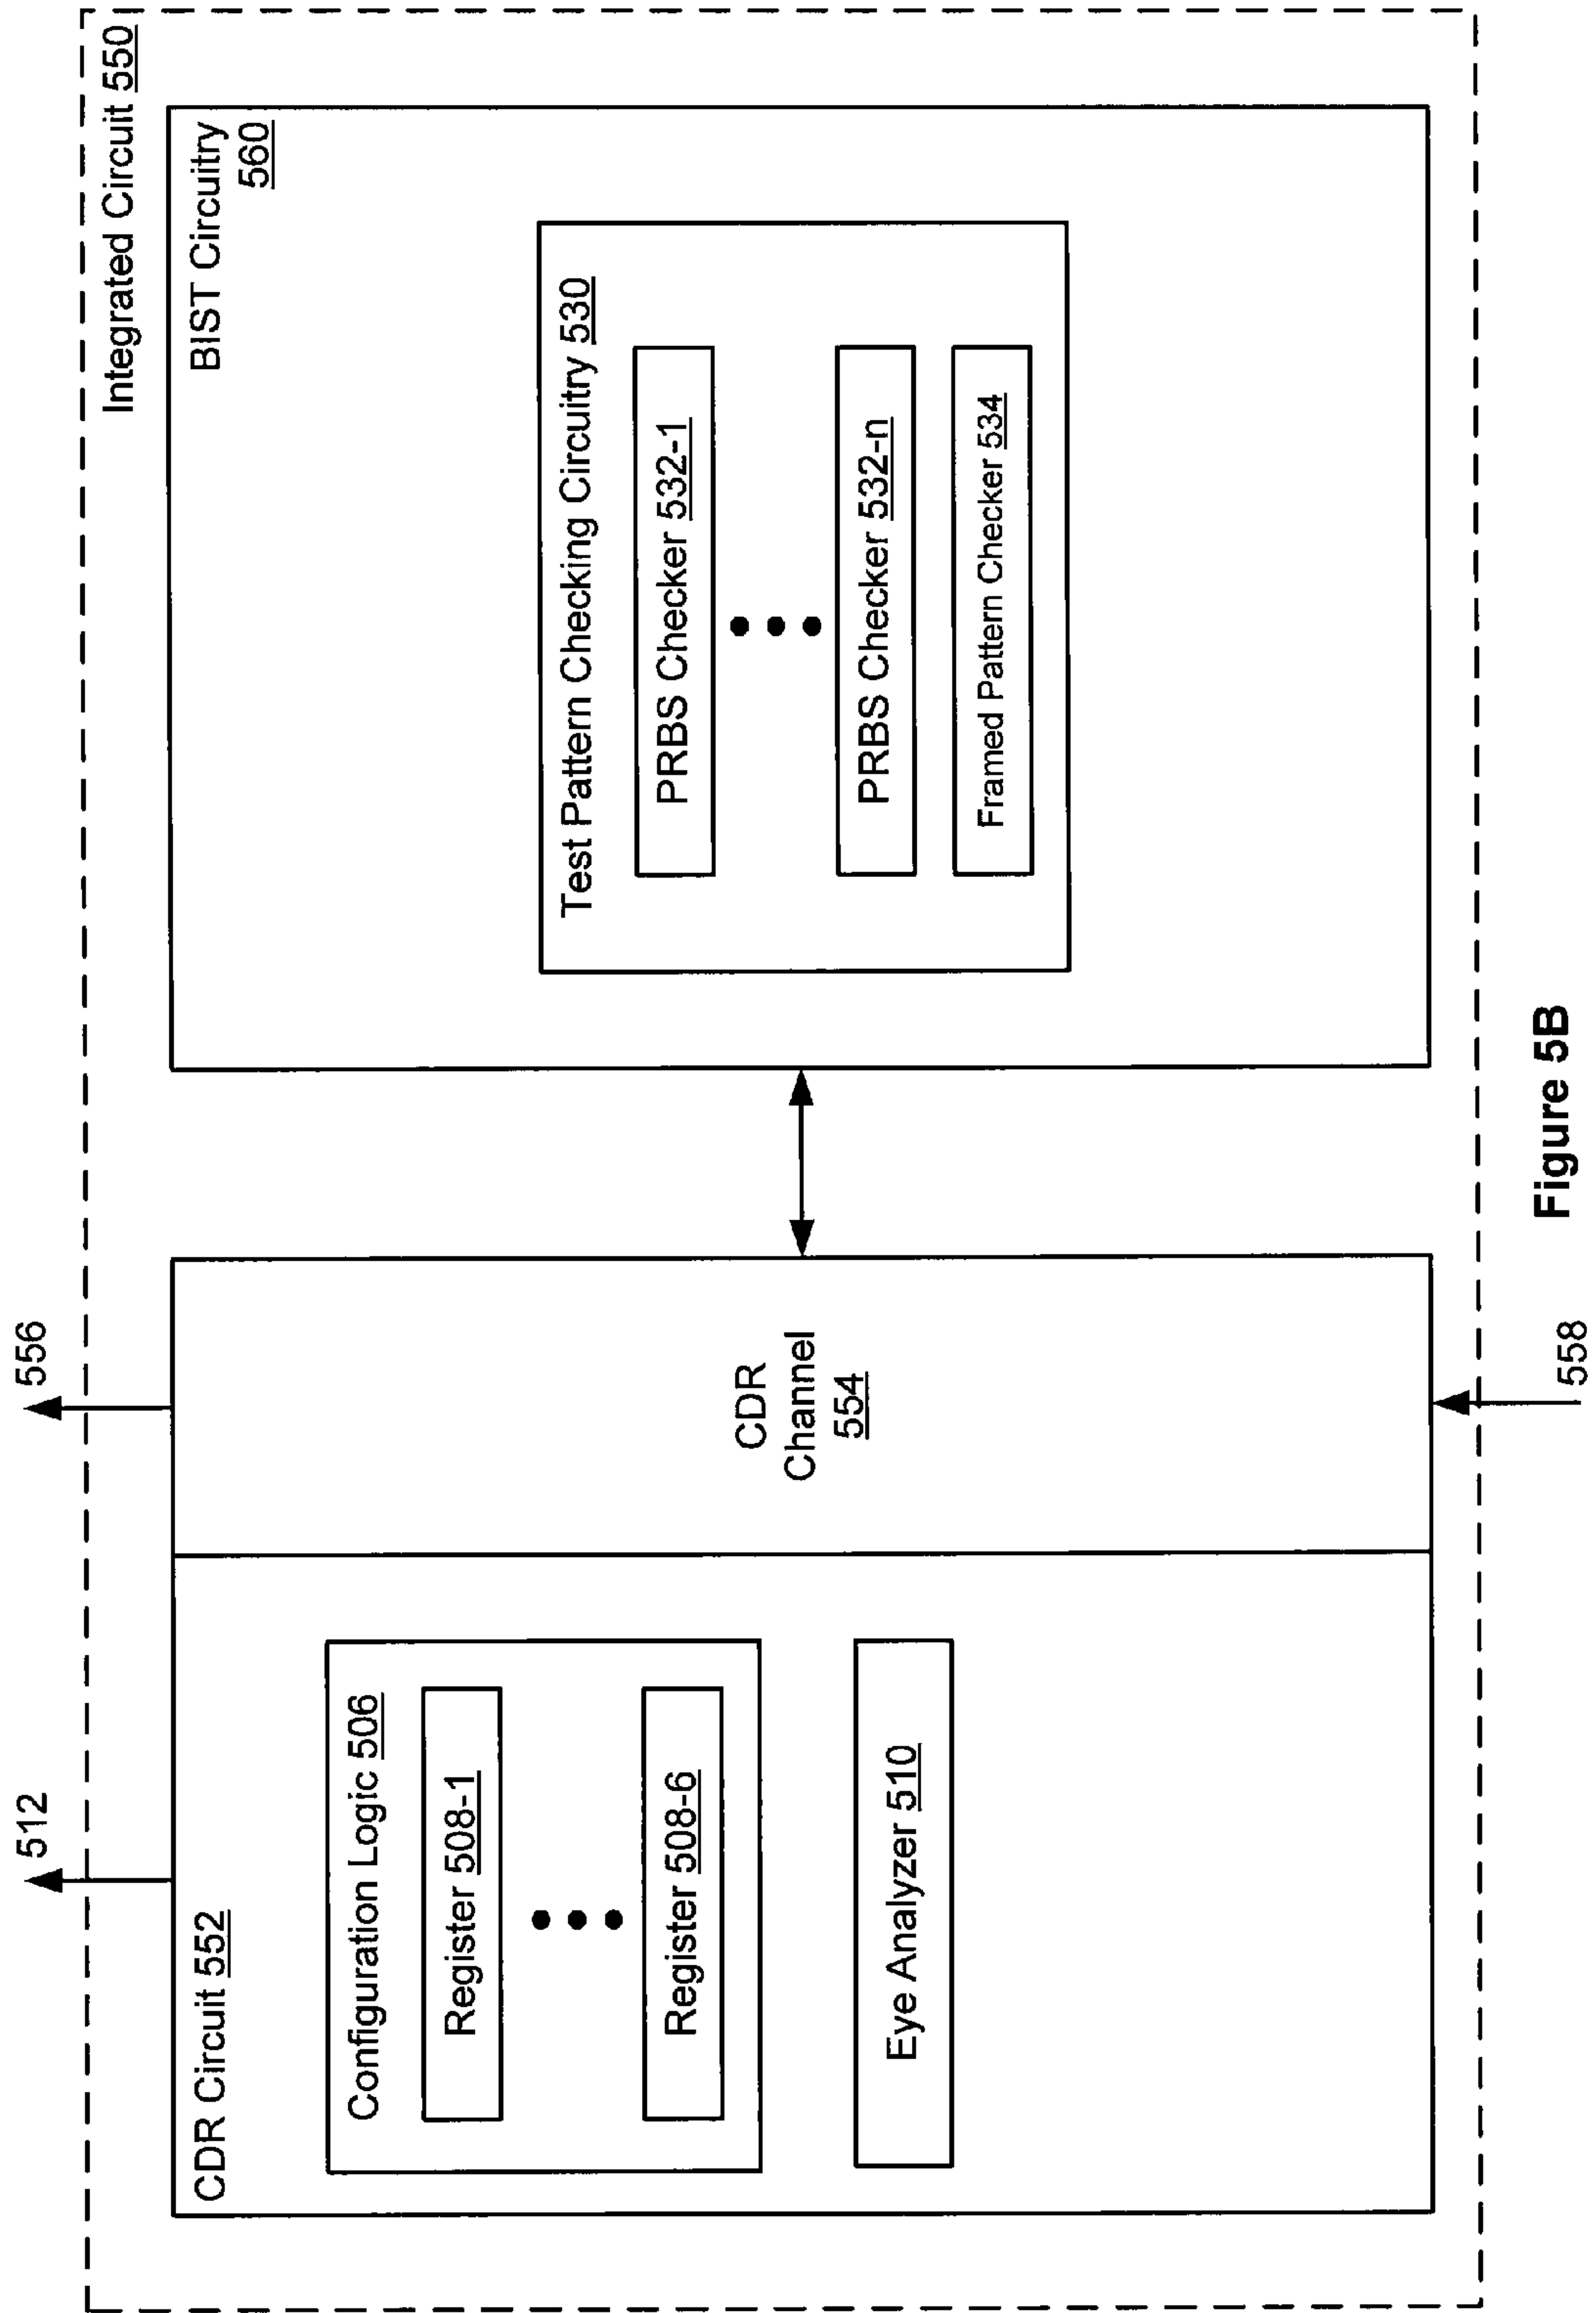 512
556
Integrated Circuit 550
CDR Circuit 552
Configuration Logic 506
Register 508-1
Register 508-6
Eye Analyzer 510
CDR
Channel
554
BIST Circuitry
560
Test Pattern Checking Circuitry 530
PRBS Checker 532-1
PRBS Checker 532-n
Framed Pattern Checker 534
558
Figure 5B